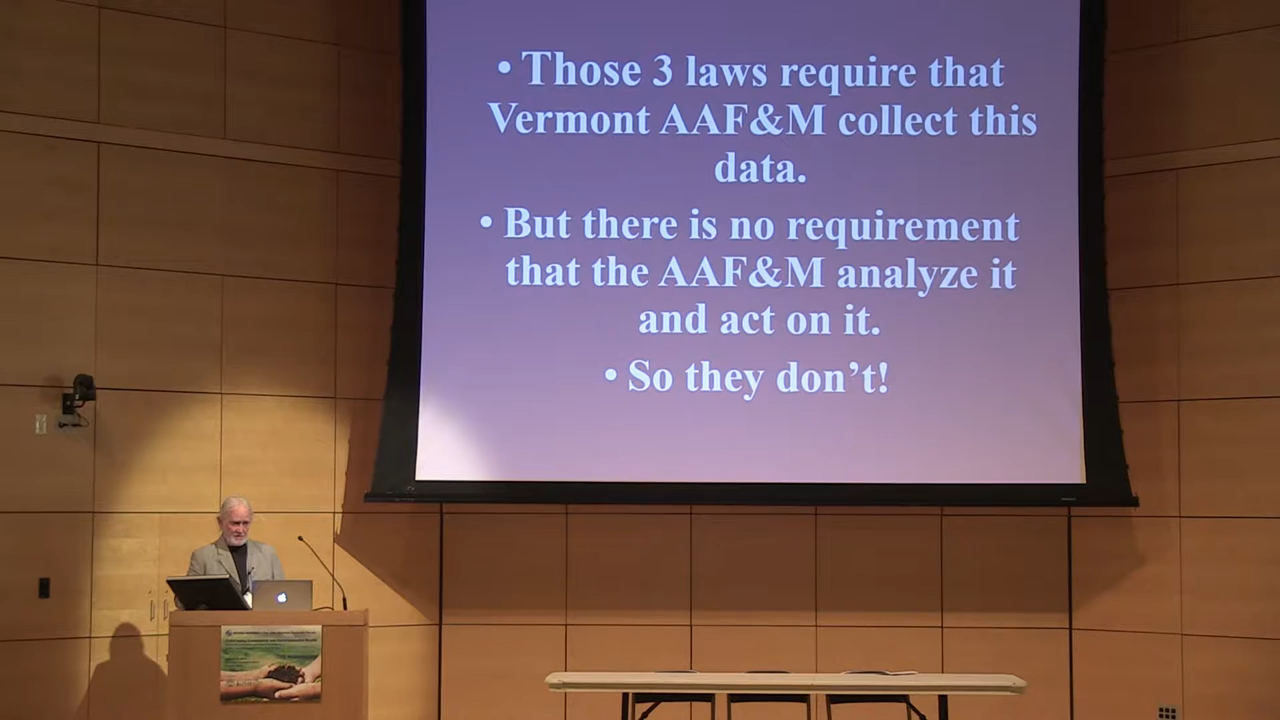 • Those 3 laws require that
Vermont AAF&M collect this
data.
• But there is no requirement
that the AAF&M analyze it
and act on it.
• So they don’t!